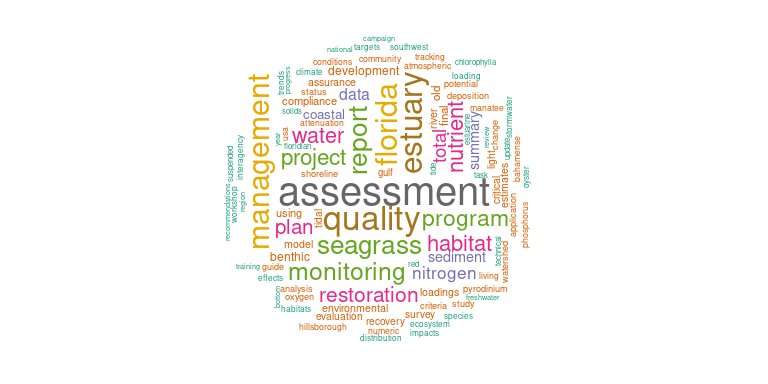 campaign
national
targets
southwest
conditions
community
tracking
atmospheric
chlorophylla
climate
development
loading
trends
progress
assurance
potential
status
data
old
deposition
compliance
manatee
solids
coastal
river
final
attenuation
management
report
florida
estuary
total
nutrient
estuarine
summary
review
change
update
stormwater
year
usa
water
floridian
project
light
bahamense
suspended
interagency
shoreline
gulf
tide
task
oyster
assessment
critical
estimates
recommendations
workshop
region
using
tidal
quality
program
application
phosphorus
plan
seagrass
habitat
model
benthic
sediment
technical
watershed
training
guide
monitoring
red
nitrogen
living
effects
bottom
analysis
oxygen
restoration
loadings
pyrodinium
freshwater
habitats
environmental
criteria
study
evaluation
survey
species
hillsborough
recovery
ecosystem
numeric
impacts
distribution